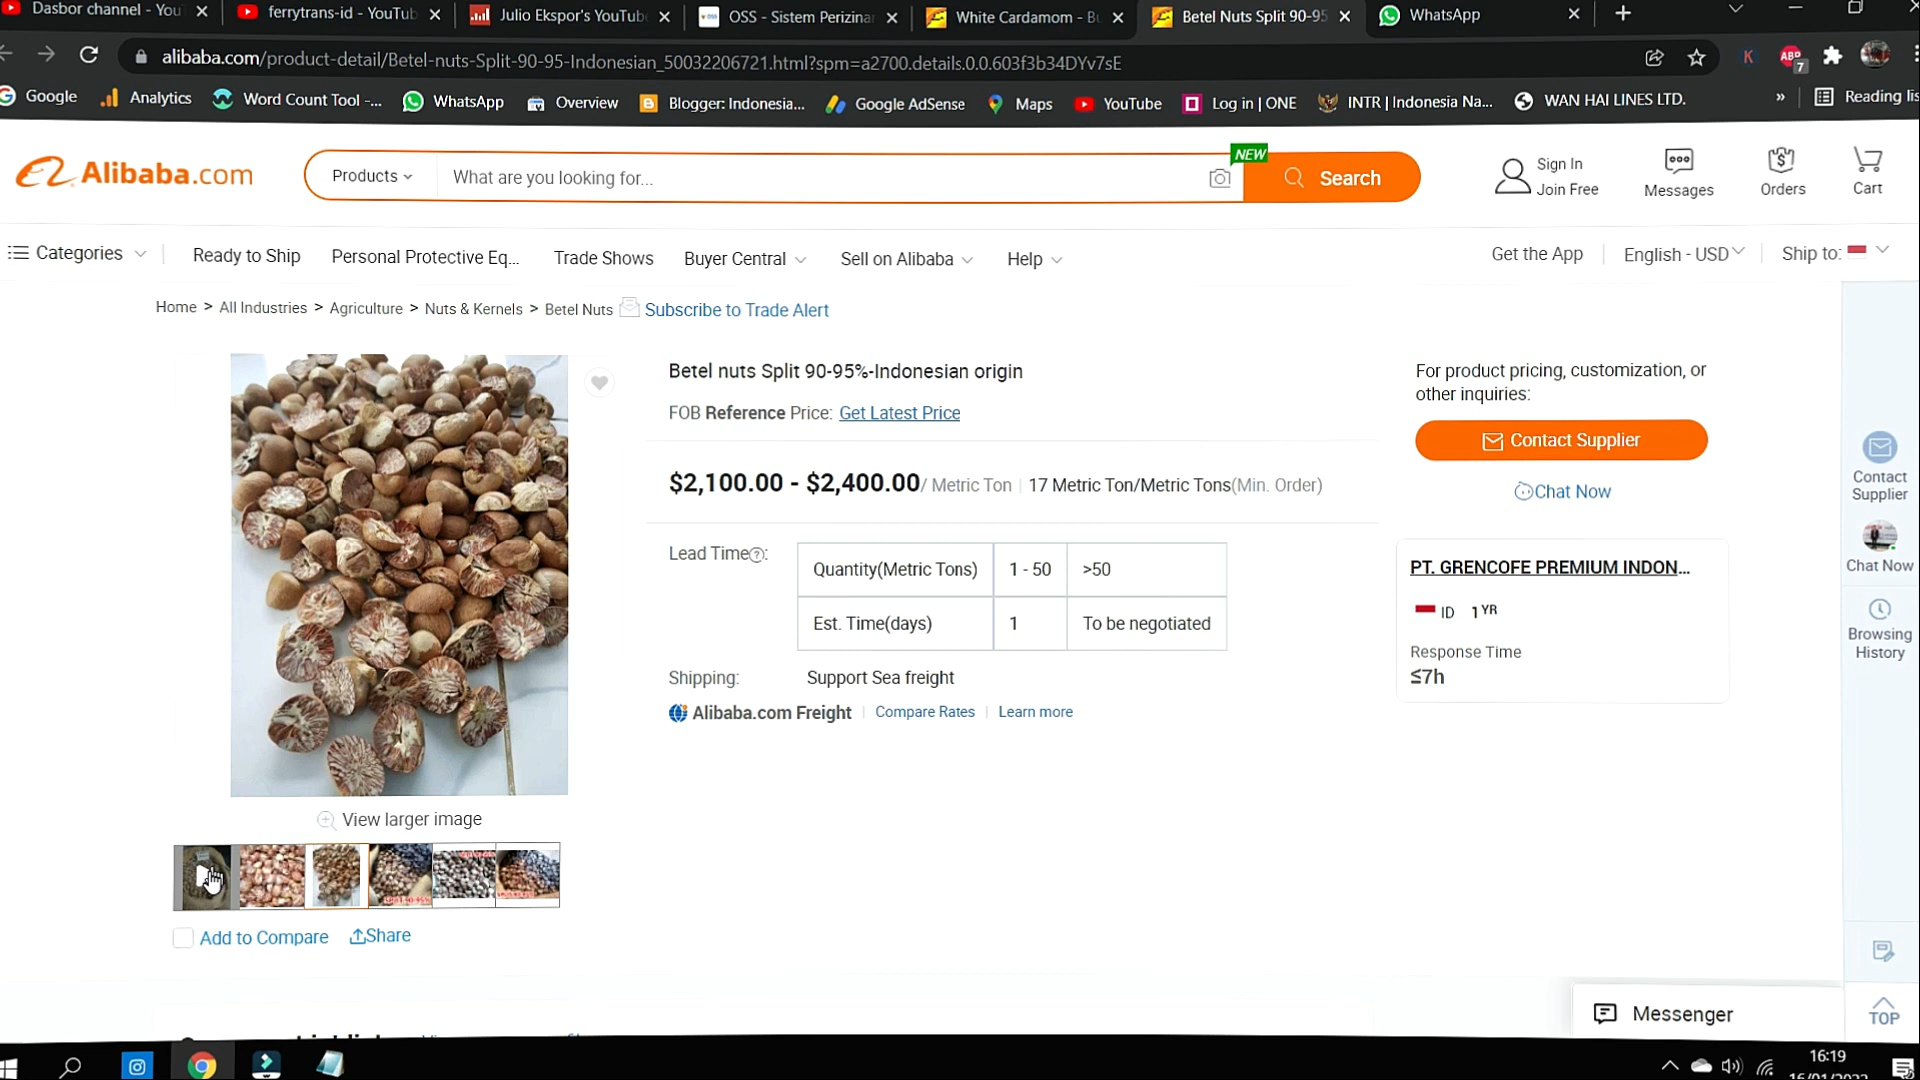 Dasbor channel - You
ferrytrans-id - YouTub
Julio Ekspor's YouTube
OSS - Sistem Perizinan
White Cardamom - Bu
Betel Nuts Split 90-95
WhatsApp
alibaba.com/product-detail/Betel-nuts-Split-90-95-Indonesian_50032206721.html?spm=a2700.details.0.0.603f3b34DYv7sE
K
ABP
7
Google
Analytics
Word Count Tool -...
WhatsApp
Overview
Blogger: Indonesia...
Google AdSense
Maps
YouTube
Log in | ONE
INTR | Indonesia Na...
WAN HAI LINES LTD.
»
Reading lis
Alibaba.com
Products
What are you looking for...
NEW
Search
Sign In
Join Free
Messages
Orders
Cart
Categories
Ready to Ship
Personal Protective Eq...
Trade Shows
Buyer Central
Sell on Alibaba
Help
Get the App
English - USD
Ship to:
Home > All Industries > Agriculture > Nuts & Kernels > Betel Nuts
Subscribe to Trade Alert
Betel nuts Split 90-95%-Indonesian origin
FOB Reference Price: Get Latest Price
$2,100.00 - $2,400.00/ Metric Ton | 17 Metric Ton/Metric Tons(Min. Order)
Lead Time?:
Quantity(Metric Tons) 1 - 50 >50
Est. Time(days) 1 To be negotiated
Shipping: Support Sea freight
Alibaba.com Freight | Compare Rates | Learn more
For product pricing, customization, or
other inquiries:
Contact Supplier
Chat Now
PT. GRENCOFE PREMIUM INDON...
ID 1 YR
Response Time
≤7h
Contact
Supplier
Chat Now
Browsing
History
View larger image
Add to Compare
Share
Messenger
TOP
16:19